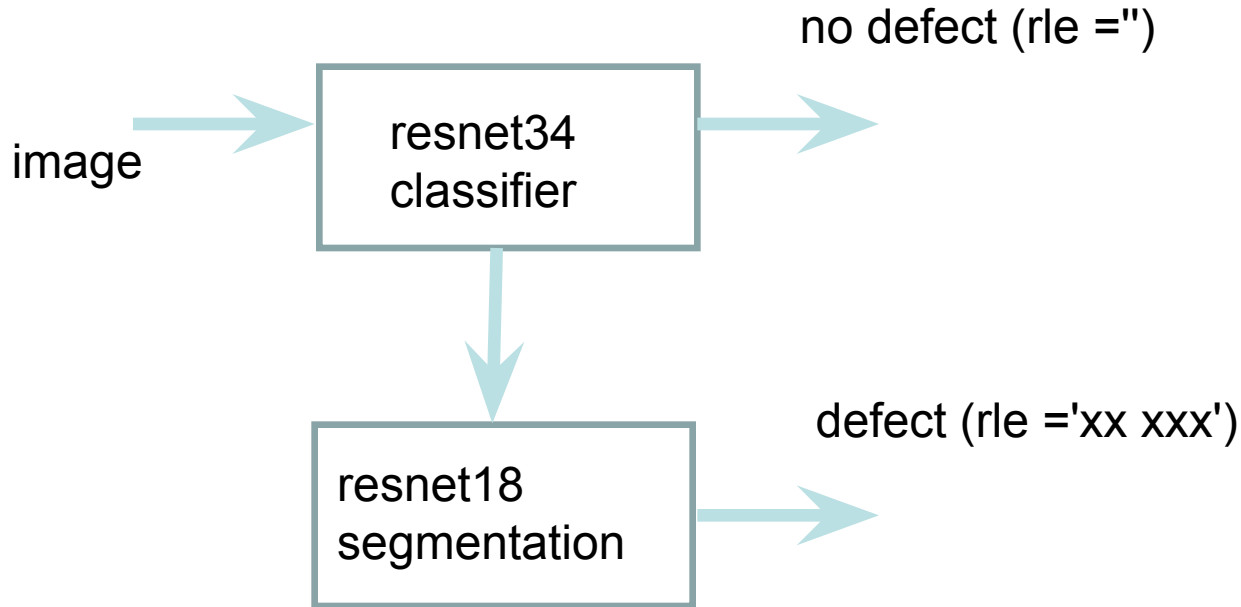 no defect (rle ='')
image
resnet34
classifier
defect (rle ='xx xxx')
resnet18
segmentation